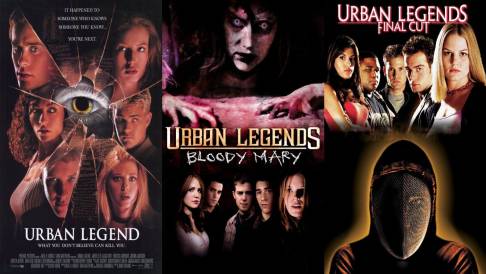 IT HAPPENED TO
SOMEONE WHO KNOWS
SOMEONE YOU KNOW...
YOU'RE NEXT.
URBAN LEGEND
WHAT YOU DON'T BELIEVE CAN KILL YOU.
URBAN LEGENDS
BLOODY MARY
URBAN LEGENDS
FINAL CUT